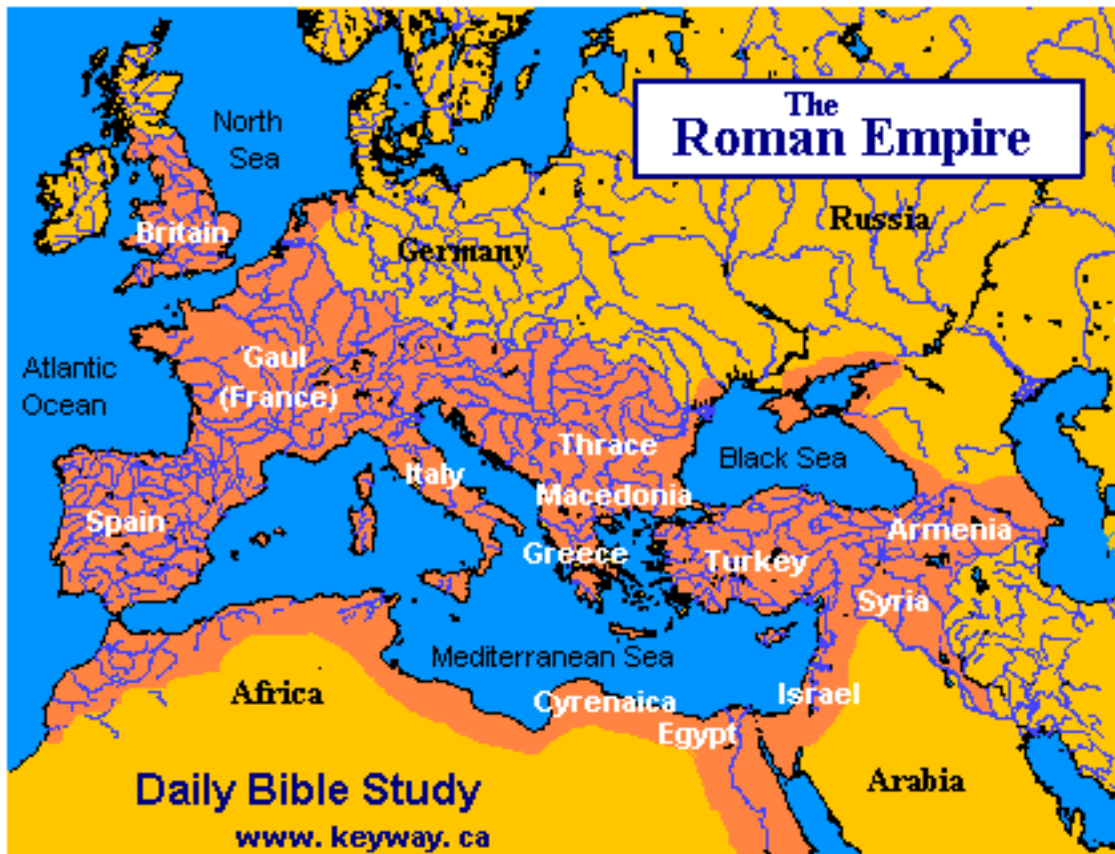 The
Roman Empire
North
Sea
Britain
Germany
Russia
Atlantic
Ocean
Gaul
(France)
Thrace
Black Sea
Italy
Macedonia
Spain
Armenia
Greece
Turkey
Syria
Mediterranean Sea
Africa
Cyrenaica
Israel
Egypt
Arabia
Daily Bible Study
www.keyway.ca